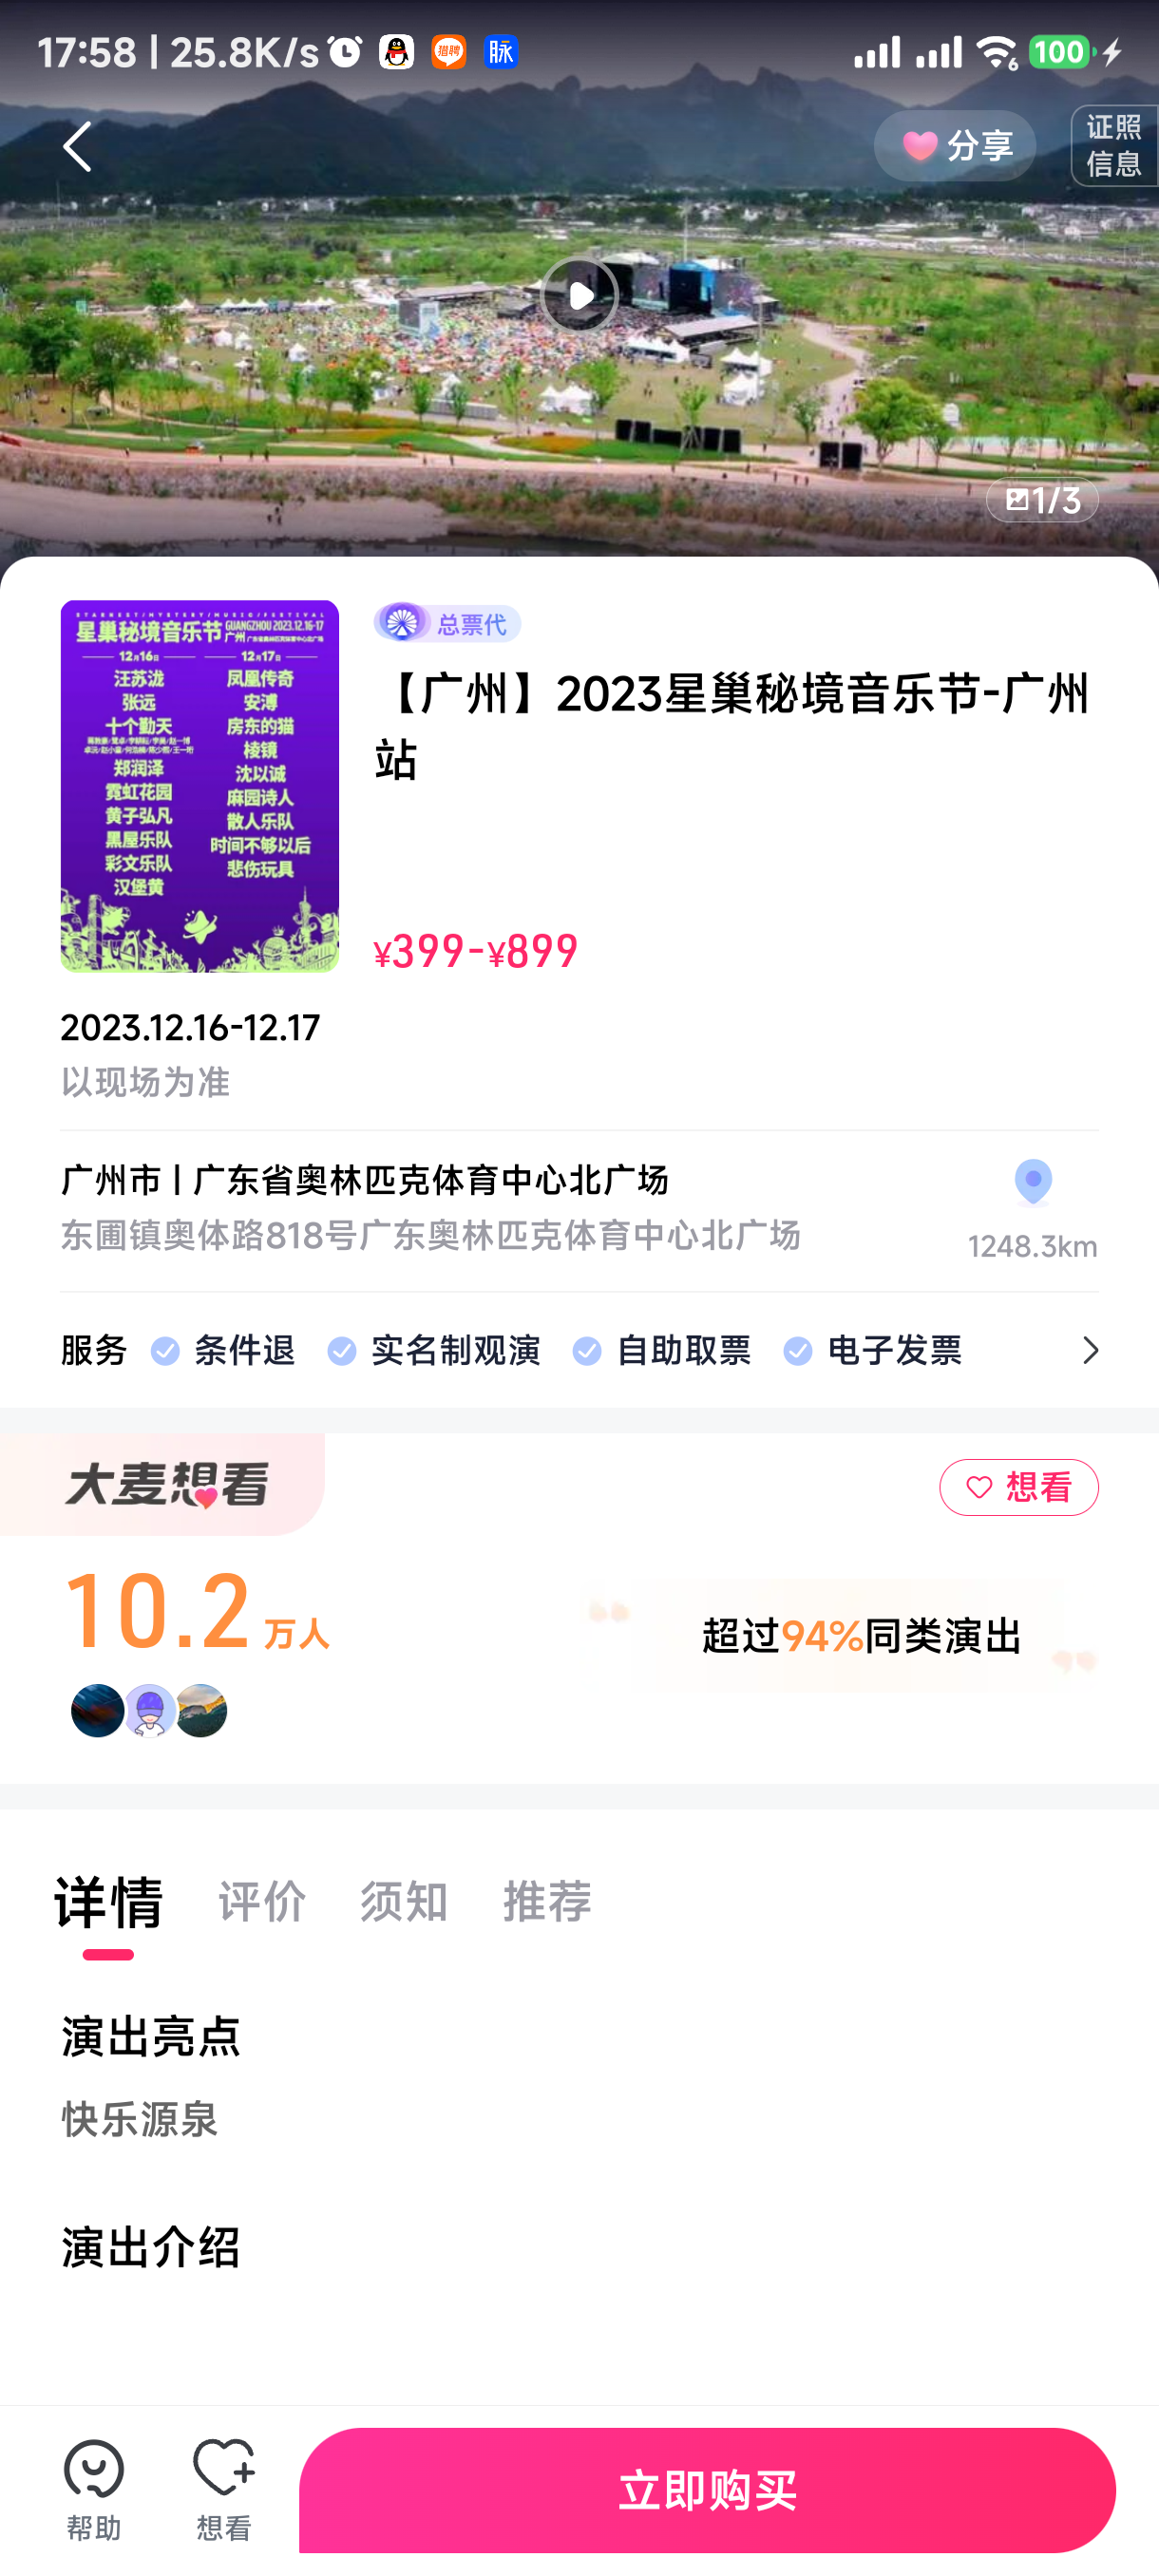 17:58 | 25.8K/s 猎聘 脉 6 100
分享
证照
信息
1/3
STARNEST/MYSTERY/MUSIC/FESTIVAL
星巢秘境音乐节 GUANGZHOU 2023.12.16-17
广州
12月16日
汪苏泷
张远
十个勤天
郑润泽
霓虹花园
黄子弘凡
黑屋乐队
彩文乐队
汉堡黄
12月17日
凤凰传奇
安溥
房东的猫
棱镜
沈以诚
麻园诗人
散人乐队
时间不够以后
悲伤玩具
总票代
【广州】2023星巢秘境音乐节-广州
站
¥399-¥899
2023.12.16-12.17
以现场为准
广州市 | 广东省奥林匹克体育中心北广场
东圃镇奥体路818号广东奥林匹克体育中心北广场
1248.3km
服务 条件退 实名制观演 自助取票 电子发票
大麦想看
想看
10.2万人
超过94%同类演出
详情 评价 须知 推荐
演出亮点
快乐源泉
演出介绍
帮助
想看
立即购买